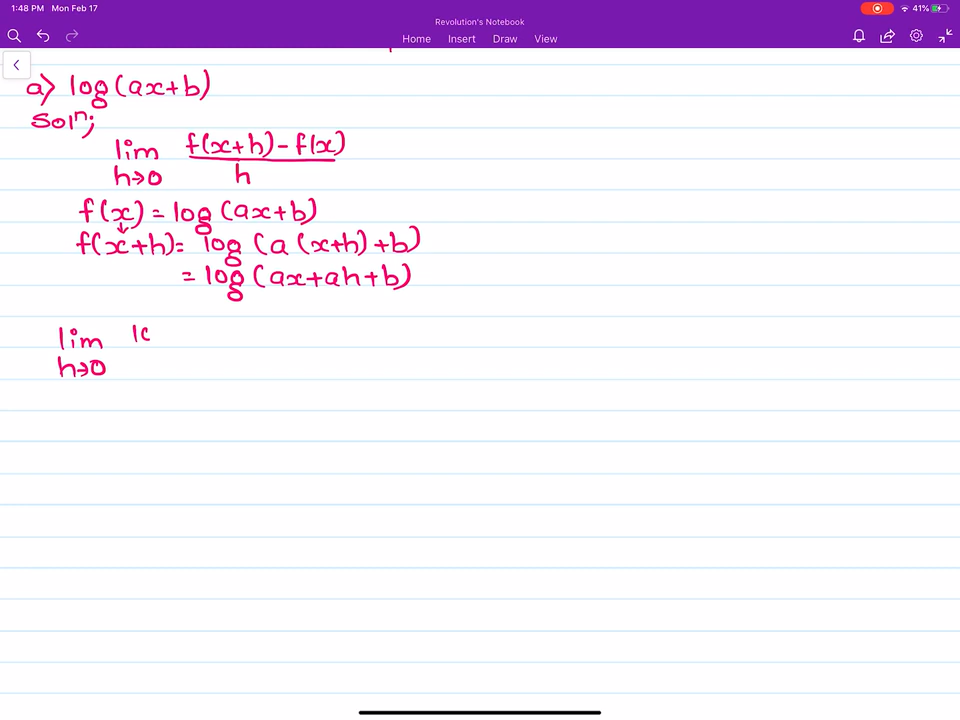 1:48 PM Mon Feb 17
41%
Revolution's Notebook
Home Insert Draw View
a) log(ax+b)
Solⁿ;
lim f(x+h)-f(x)
h→0 h
f(x) = log(ax+b)
f(x+h) = log(a(x+h)+b)
= log(ax+ah+b)
lim
h→0